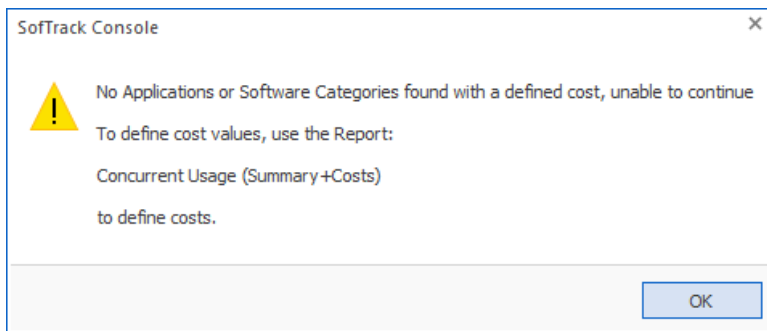 SofTrack Console
No Applications or Software Categories found with a defined cost, unable to continue
To define cost values, use the Report:
Concurrent Usage (Summary+Costs)
to define costs.
OK